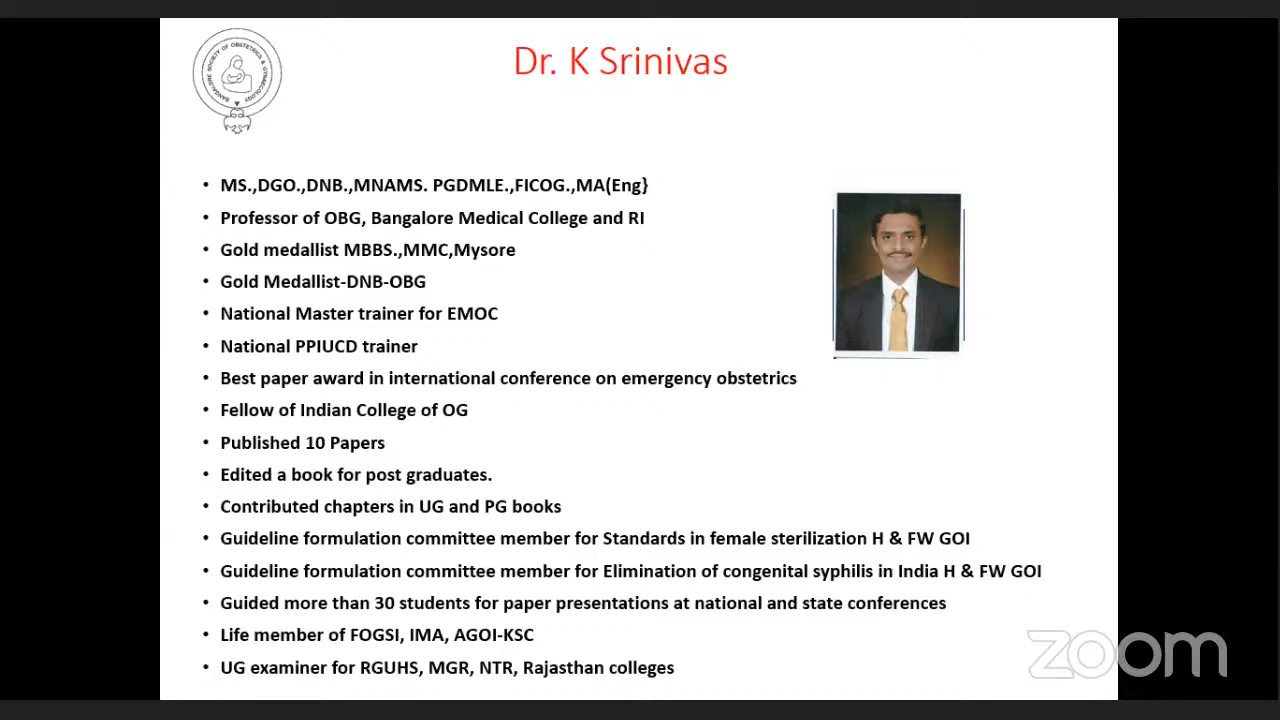 BANGALORE SOCIETY OF OBSTETRICS & GYNECOLOGY
Dr. K Srinivas
• MS.,DGO.,DNB.,MNAMS. PGDMLE.,FICOG.,MA(Eng}
• Professor of OBG, Bangalore Medical College and RI
• Gold medallist MBBS.,MMC,Mysore
• Gold Medallist-DNB-OBG
• National Master trainer for EMOC
• National PPIUCD trainer
• Best paper award in international conference on emergency obstetrics
• Fellow of Indian College of OG
• Published 10 Papers
• Edited a book for post graduates.
• Contributed chapters in UG and PG books
• Guideline formulation committee member for Standards in female sterilization H & FW GOI
• Guideline formulation committee member for Elimination of congenital syphilis in India H & FW GOI
• Guided more than 30 students for paper presentations at national and state conferences
• Life member of FOGSI, IMA, AGOI-KSC
• UG examiner for RGUHS, MGR, NTR, Rajasthan colleges
zoom